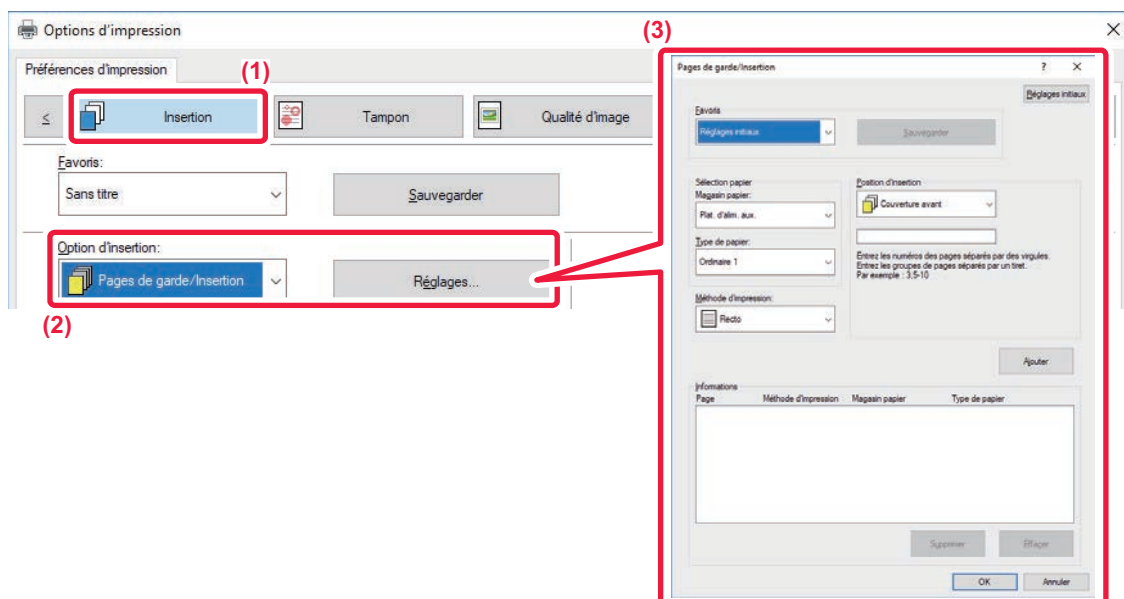 Options d'impression
Préférences d'impression
(1)
< Insertion Tampon Qualité d'image
Favoris:
Sans titre Sauvegarder
Option d'insertion:
Pages de garde/Insertion Réglages...
(2)
(3)
Pages de garde/Insertion ? X
Réglages initiaux
Favoris
Réglages initiaux Sauvegarder
Sélection papier
Magasin papier:
Plat. d'alim. aux.
Type de papier:
Ordinaire 1
Position d'insertion
Couverture avant
Entrez les numéros des pages séparés par des virgules.
Entrez les groupes de pages séparés par un tiret.
Par exemple : 3,5-10
Méthode d'impression:
Recto
Ajouter
Informations
Page Méthode d'impression Magasin papier Type de papier
Supprimer Effaçer
OK Annuler